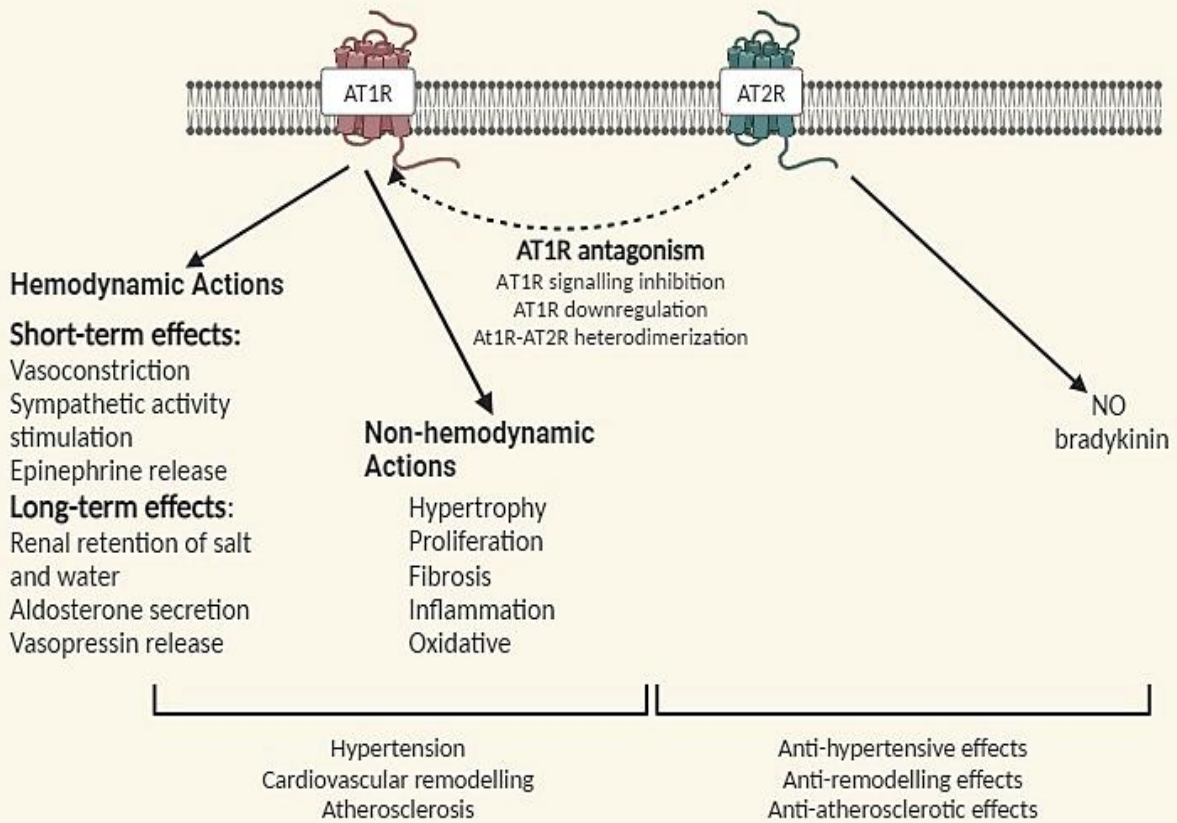 AT1R
AT2R
AT1R antagonism
AT1R signalling inhibition
AT1R downregulation
At1R-AT2R heterodimerization
Hemodynamic Actions
Short-term effects:
Vasoconstriction
Sympathetic activity
stimulation
Epinephrine release
Long-term effects:
Renal retention of salt
and water
Aldosterone secretion
Vasopressin release
Non-hemodynamic
Actions
Hypertrophy
Proliferation
Fibrosis
Inflammation
Oxidative
NO
bradykinin
Hypertension
Cardiovascular remodelling
Atherosclerosis
Anti-hypertensive effects
Anti-remodelling effects
Anti-atherosclerotic effects